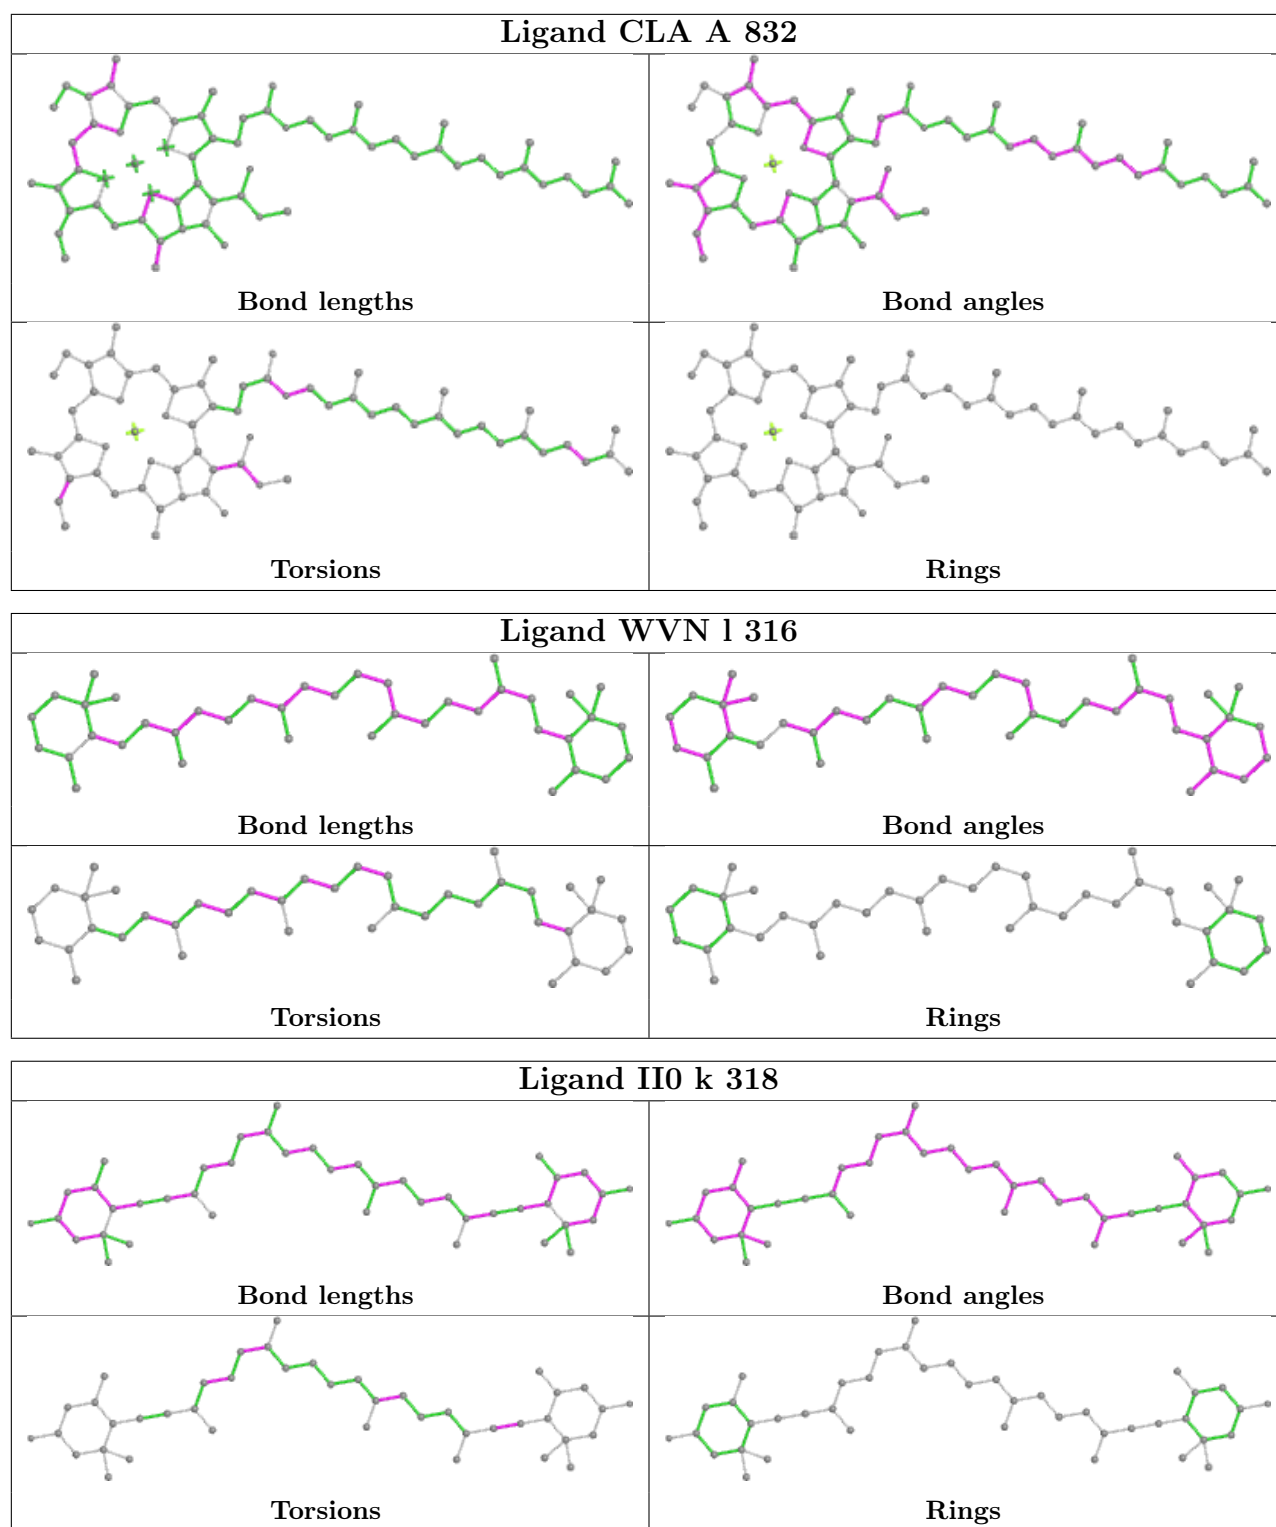 Ligand CLA A 832
Bond lengths
Bond angles
Torsions
Rings
Ligand WVN l 316
Bond lengths
Bond angles
Torsions
Rings
Ligand II0 k 318
Bond lengths
Bond angles
Torsions
Rings